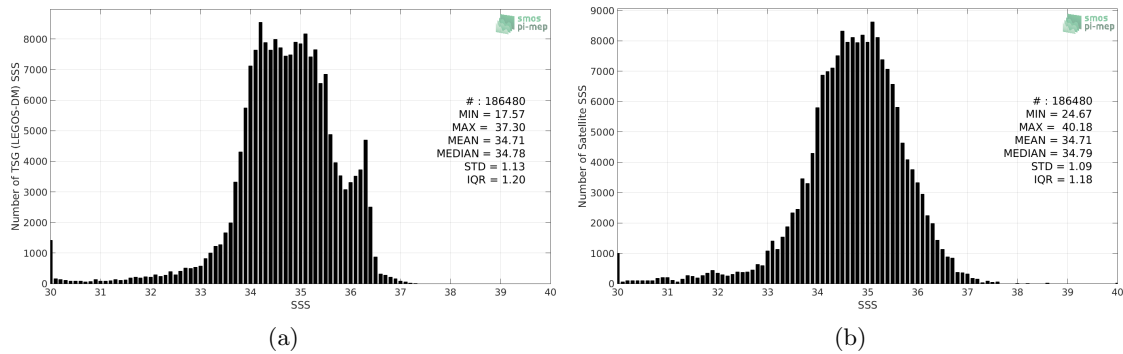 smos
pi-mep
8000
7000
6000
5000
4000
3000
2000
1000
0
Number of TSG (LEGOS-DM) SSS
# : 186480
MIN = 17.57
MAX =  37.30
MEAN = 34.71
MEDIAN = 34.78
STD = 1.13
IQR = 1.20
30 31 32 33 34 35 36 37 38 39 40
SSS
(a)
smos
pi-mep
9000
8000
7000
6000
5000
4000
3000
2000
1000
0
Number of Satellite SSS
# : 186480
MIN = 24.67
MAX =  40.18
MEAN = 34.71
MEDIAN = 34.79
STD = 1.09
IQR = 1.18
30 31 32 33 34 35 36 37 38 39 40
SSS
(b)